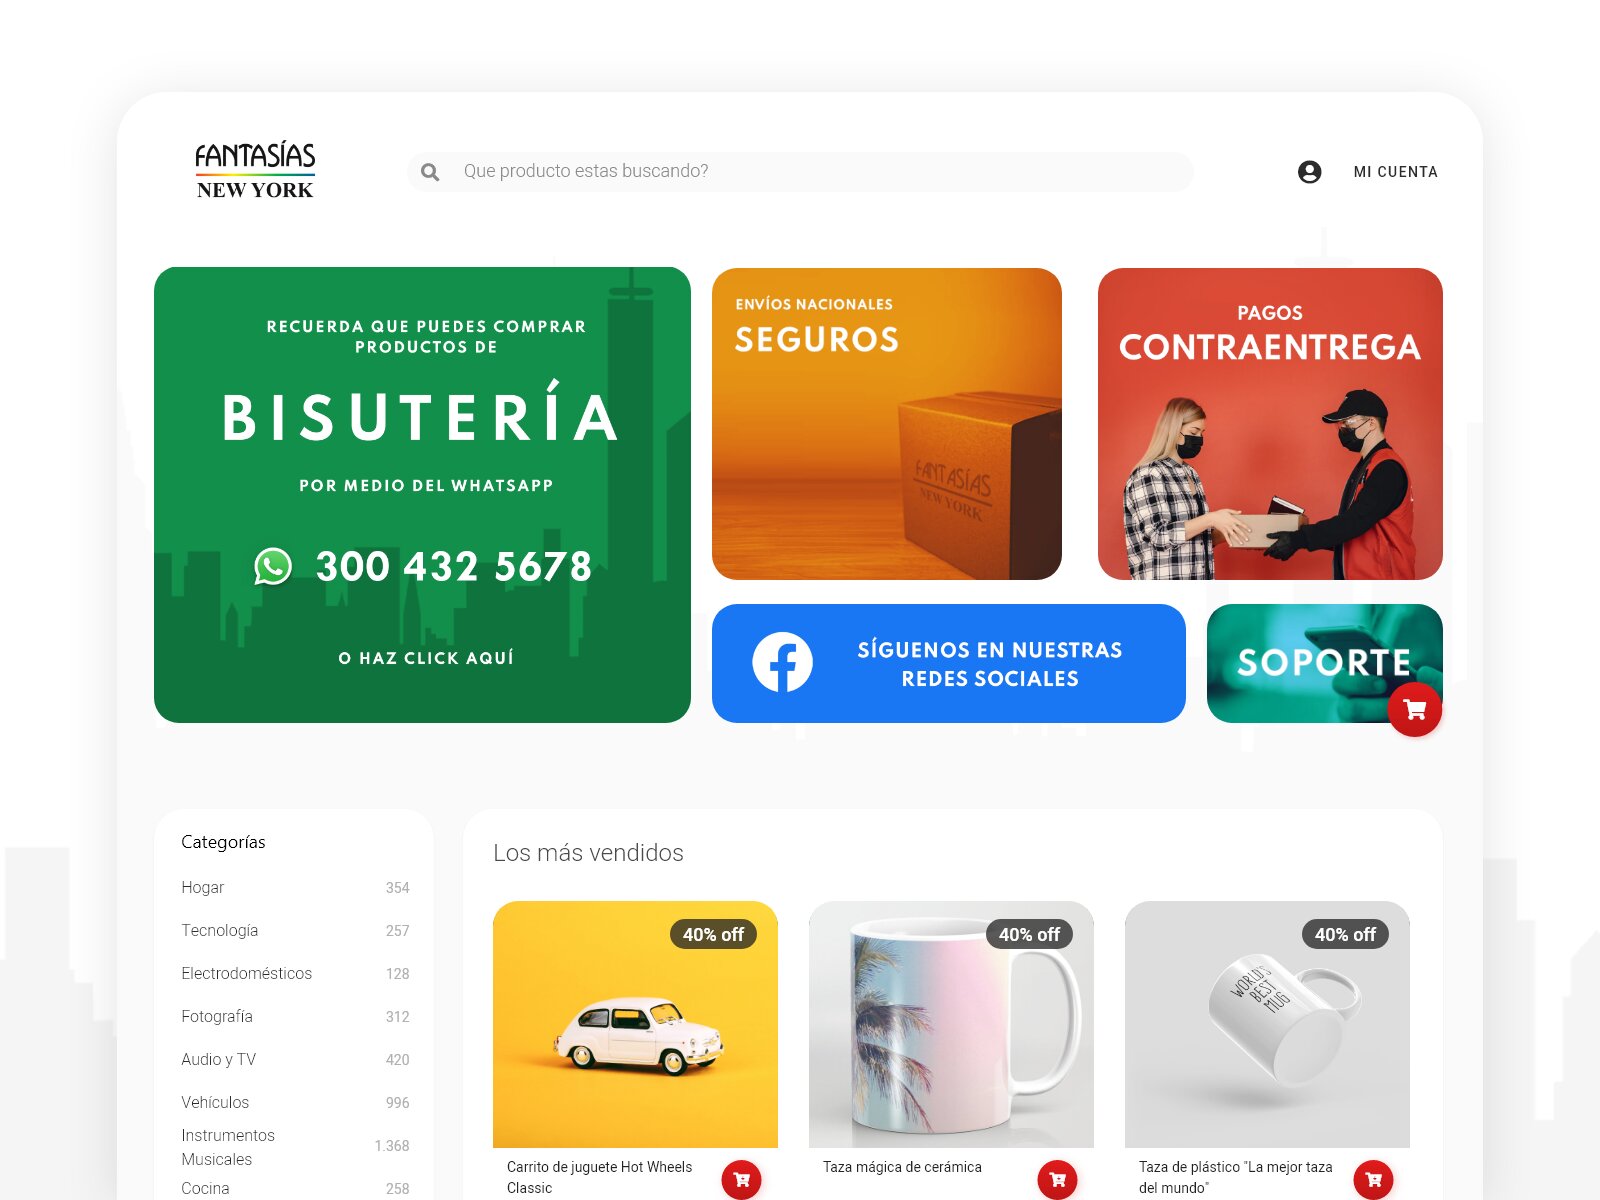 FANTASÍAS
NEW YORK
Que producto estas buscando?
MI CUENTA
RECUERDA QUE PUEDES COMPRAR
PRODUCTOS DE
BISUTERÍA
POR MEDIO DEL WHATSAPP
300 432 5678
O HAZ CLICK AQUÍ
ENVÍOS NACIONALES
SEGUROS
FANTASÍAS
NEW YORK
PAGOS
CONTRAENTREGA
SÍGUENOS EN NUESTRAS
REDES SOCIALES
SOPORTE
Categorías
Hogar 354
Tecnología 257
Electrodomésticos 128
Fotografía 312
Audio y TV 420
Vehículos 996
Instrumentos
Musicales 1.368
Cocina 258
Los más vendidos
40% off
Carrito de juguete Hot Wheels
Classic
40% off
Taza mágica de cerámica
40% off
WORLD'S
BEST
MUG
Taza de plástico "La mejor taza
del mundo"